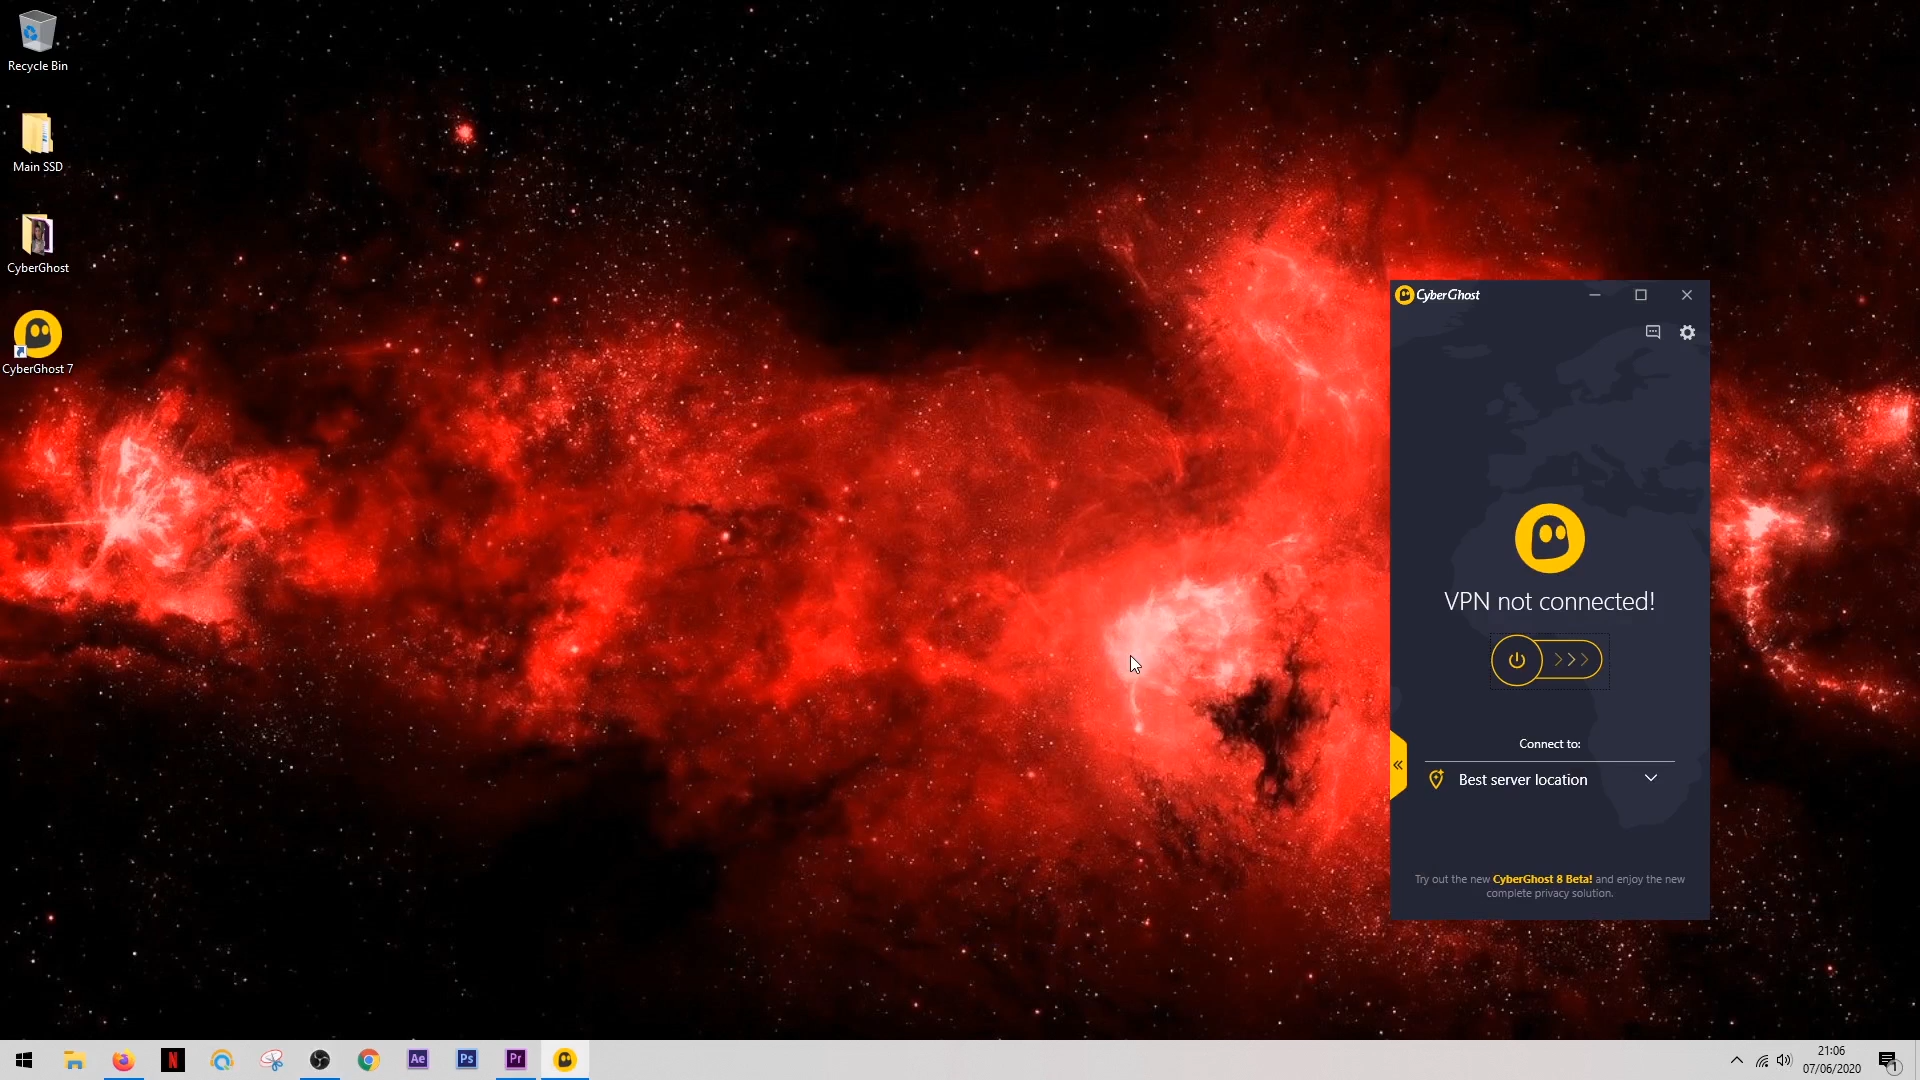 Recycle Bin
Main SSD
CyberGhost
CyberGhost 7
CyberGhost
VPN not connected!
Connect to:
Best server location
Try out the new CyberGhost 8 Beta! and enjoy the new
complete privacy solution.
N
Ae
Ps
Pr
21:06
07/06/2020
1